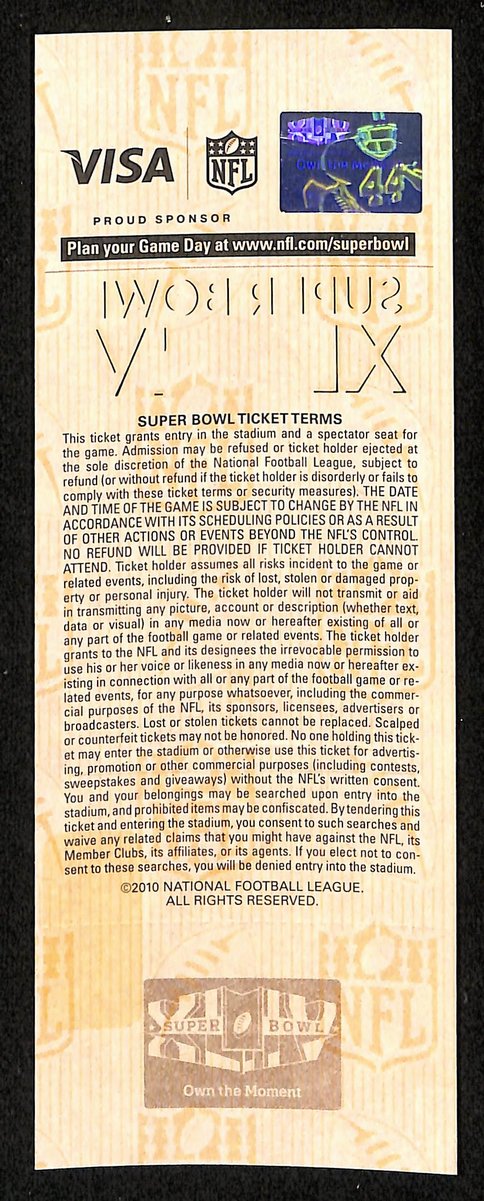 VISA
NFL
PROUD SPONSOR
Own the Moment
44
Plan your Game Day at www.nfl.com/superbowl
SUPER BOWL TICKET TERMS
This ticket grants entry in the stadium and a spectator seat for
the game. Admission may be refused or ticket holder ejected at
the sole discretion of the National Football League, subject to
refund (or without refund if the ticket holder is disorderly or fails to
comply with these ticket terms or security measures). THE DATE
AND TIME OF THE GAME IS SUBJECT TO CHANGE BY THE NFL IN
ACCORDANCE WITH ITS SCHEDULING POLICIES OR AS A RESULT
OF OTHER ACTIONS OR EVENTS BEYOND THE NFL'S CONTROL.
NO REFUND WILL BE PROVIDED IF TICKET HOLDER CANNOT
ATTEND. Ticket holder assumes all risks incident to the game or
related events, including the risk of lost, stolen or damaged prop-
erty or personal injury. The ticket holder will not transmit or aid
in transmitting any picture, account or description (whether text,
data or visual) in any media now or hereafter existing of all or
any part of the football game or related events. The ticket holder
grants to the NFL and its designees the irrevocable permission to
use his or her voice or likeness in any media now or hereafter ex-
isting in connection with all or any part of the football game or re-
lated events, for any purpose whatsoever, including the commer-
cial purposes of the NFL, its sponsors, licensees, advertisers or
broadcasters. Lost or stolen tickets cannot be replaced. Scalped
or counterfeit tickets may not be honored. No one holding this tick-
et may enter the stadium or otherwise use this ticket for advertis-
ing, promotion or other commercial purposes (including contests,
sweepstakes and giveaways) without the NFL's written consent.
You and your belongings may be searched upon entry into the
stadium, and prohibited items may be confiscated. By tendering this
ticket and entering the stadium, you consent to such searches and
waive any related claims that you might have against the NFL, its
Member Clubs, its affiliates, or its agents. If you elect not to con-
sent to these searches, you will be denied entry into the stadium.
©2010 NATIONAL FOOTBALL LEAGUE.
ALL RIGHTS RESERVED.
SUPER BOWL
Own the Moment
NFL